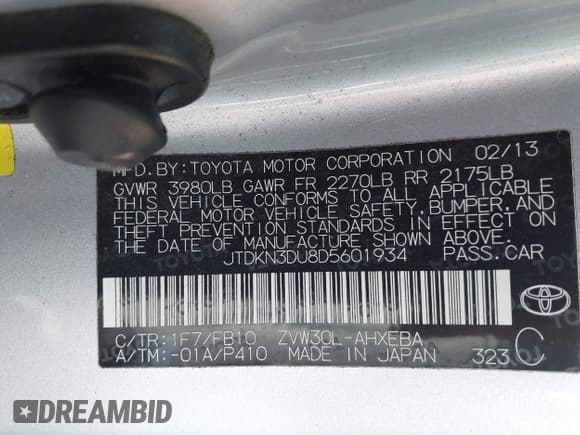 MFD.BY:TOYOTA MOTOR CORPORATION 02/13
GVWR 3980LB GAWR FR 2270LB RR 2175LB
THIS VEHICLE CONFORMS TO ALL APPLICABLE
FEDERAL MOTOR VEHICLE SAFETY,BUMPER,AND
THEFT PREVENTION STANDARDS IN EFFECT ON
THE DATE OF MANUFACTURE SHOWN ABOVE.
JTDKN3DU8D5601934 PASS.CAR
C/TR:1F7/FB10 ZVW30L-AHXEBA
A/TM:-01A/P410 MADE IN JAPAN 323 C
TOYOTA
DREAMBID